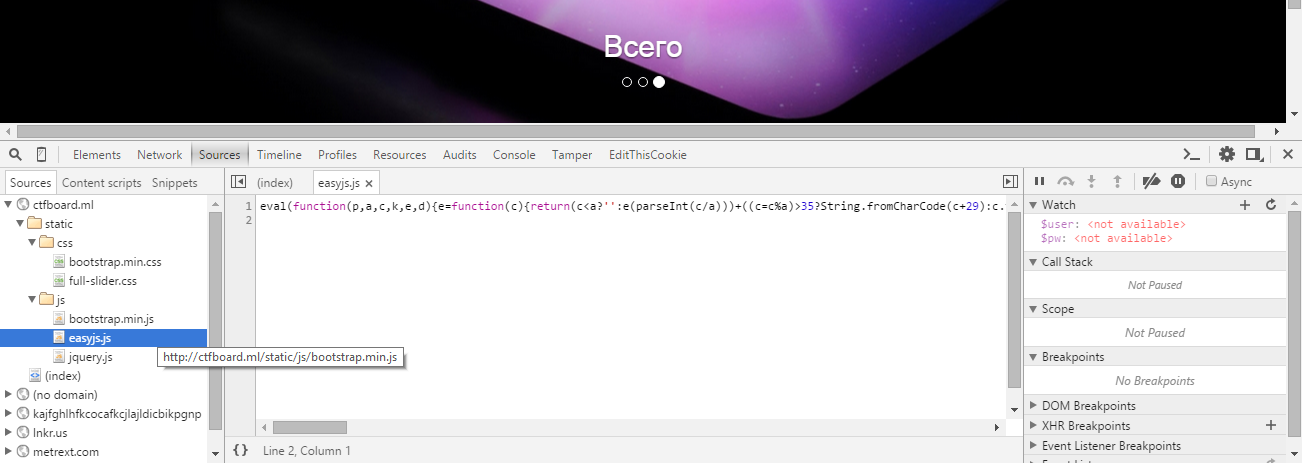 Всего
Elements Network Sources Timeline Profiles Resources Audits Console Tamper EditThisCookie
Sources Content scripts Snippets
(index) easyjs.js ×
Async
ctfboard.ml
static
css
bootstrap.min.css
full-slider.css
js
bootstrap.min.js
easyjs.js
jquery.js
http://ctfboard.ml/static/js/bootstrap.min.js
(index)
(no domain)
kajfghlhfkcocafkcjlajldicbikpgnp
lnkr.us
metrext.com
1 eval(function(p,a,c,k,e,d){e=function(c){return(c<a?'':e(parseInt(c/a)))+((c=c%a)>35?String.fromCharCode(c+29):c.
2
{} Line 2, Column 1
Watch
$user: <not available>
$pw: <not available>
Call Stack
Not Paused
Scope
Not Paused
Breakpoints
No Breakpoints
DOM Breakpoints
XHR Breakpoints
Event Listener Breakpoints